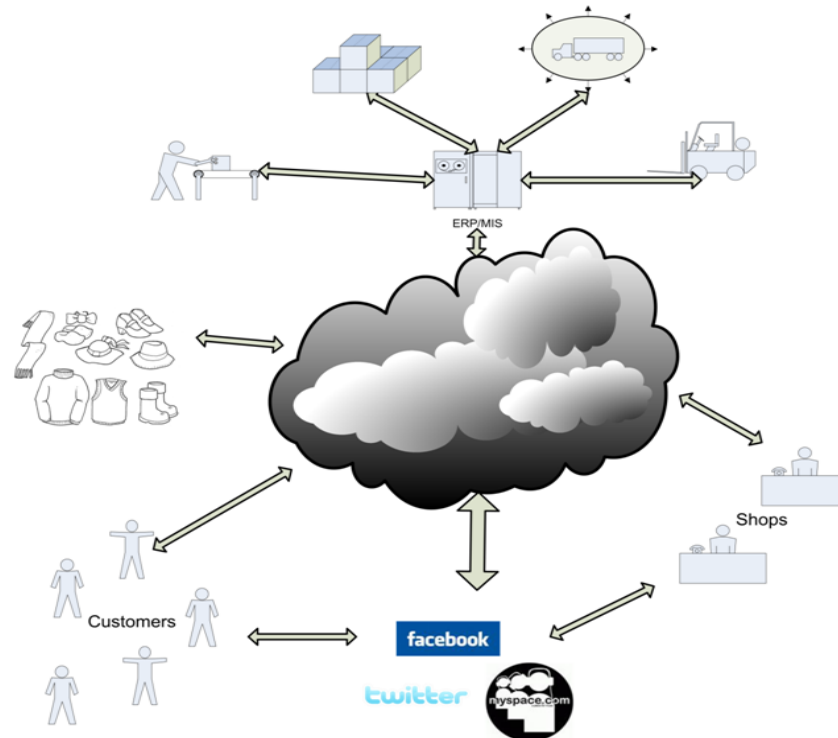 ERP/MIS
Shops
Customers
facebook
twitter
myspace.com